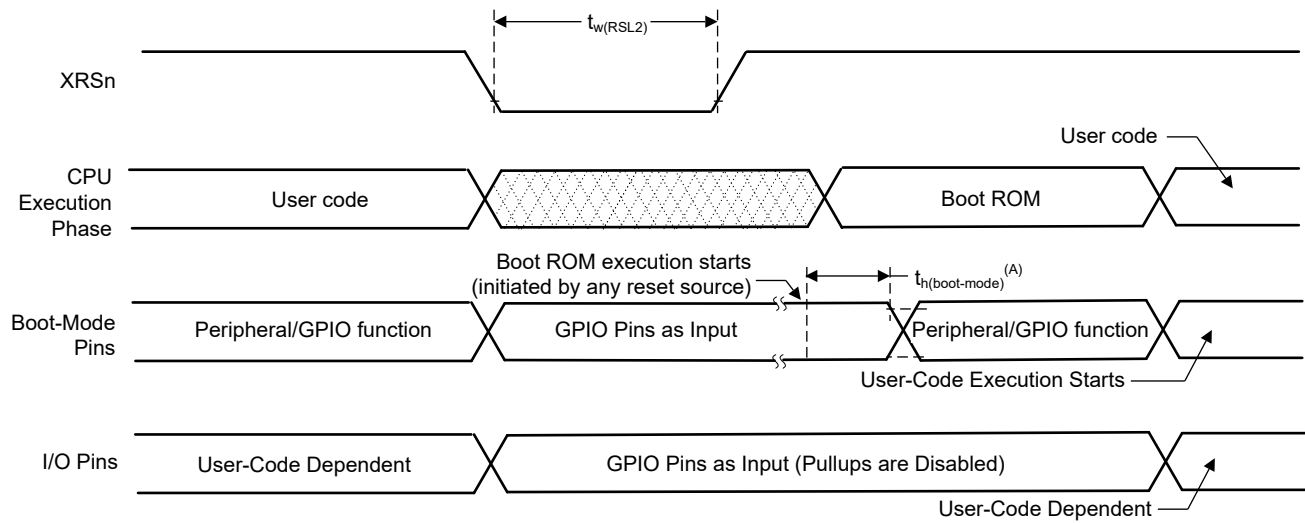 tw(RSL2)
XRSn
User code
CPU
Execution
Phase
User code
Boot ROM
Boot ROM execution starts
(initiated by any reset source)
th(boot-mode)(A)
Boot-Mode
Pins
Peripheral/GPIO function
GPIO Pins as Input
Peripheral/GPIO function
User-Code Execution Starts
I/O Pins
User-Code Dependent
GPIO Pins as Input (Pullups are Disabled)
User-Code Dependent